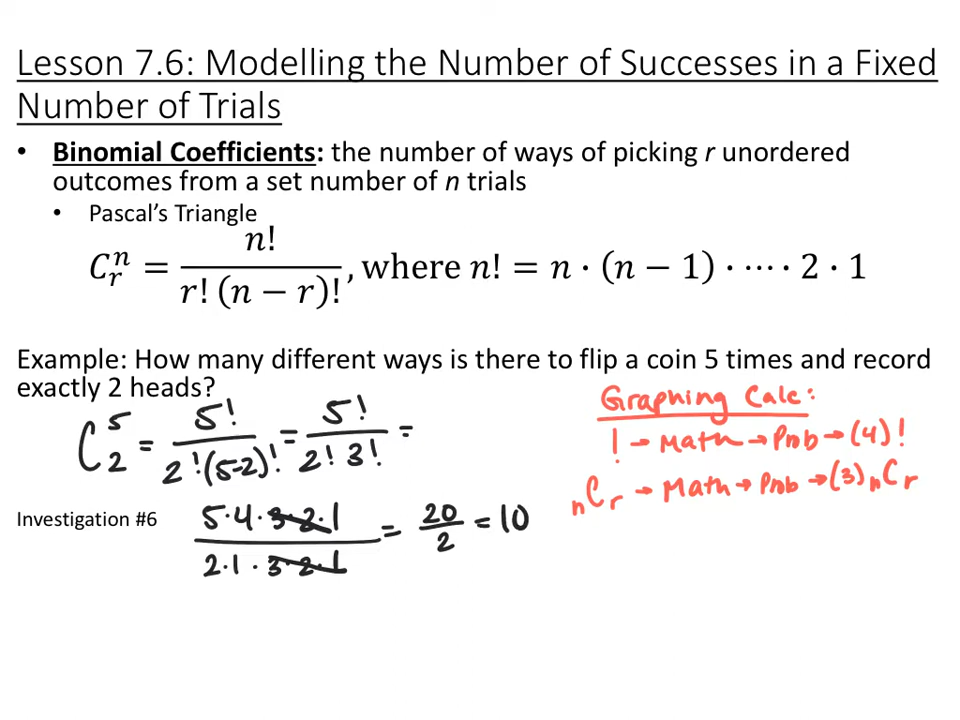 Lesson 7.6: Modelling the Number of Successes in a Fixed
Number of Trials
• Binomial Coefficients: the number of ways of picking r unordered
outcomes from a set number of n trials
• Pascal's Triangle
C_r^n = n! / r!(n − r)!, where n! = n · (n − 1) · ⋯ · 2 · 1
Example: How many different ways is there to flip a coin 5 times and record
exactly 2 heads?
C_2^5 = 5! / 2!(5-2)! = 5! / 2! 3! =
Graphing Calc:
! → Math → Prob → (4) !
nCr → Math → Prob → (3) nCr
Investigation #6
5·4·3·2·1 / 2·1·3·2·1 = 20/2 = 10